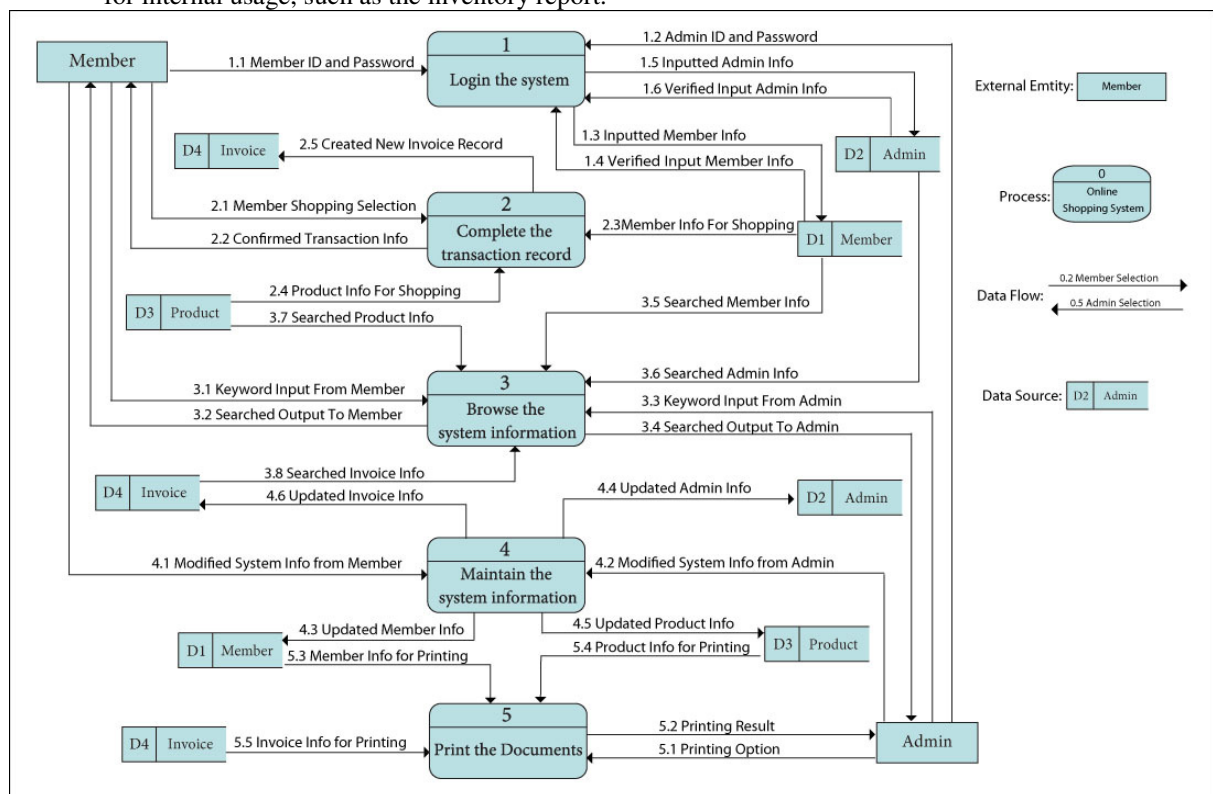 for internal usage, such as the inventory report.
Member
1
Login the system
1.1 Member ID and Password
1.2 Admin ID and Password
1.5 Inputted Admin Info
1.6 Verified Input Admin Info
1.3 Inputted Member Info
1.4 Verified Input Member Info
D2 Admin
External Emtity: Member
D4 Invoice
2.5 Created New Invoice Record
2.1 Member Shopping Selection
2.2 Confirmed Transaction Info
2
Complete the
transaction record
2.3Member Info For Shopping
D1 Member
Process:
0
Online
Shopping System
2.4 Product Info For Shopping
D3 Product
3.7 Searched Product Info
3.5 Searched Member Info
Data Flow:
0.2 Member Selection
0.5 Admin Selection
3.1 Keyword Input From Member
3.2 Searched Output To Member
3
Browse the
system information
3.6 Searched Admin Info
3.3 Keyword Input From Admin
3.4 Searched Output To Admin
Data Source: D2 Admin
3.8 Searched Invoice Info
D4 Invoice
4.6 Updated Invoice Info
4.4 Updated Admin Info
D2 Admin
4.1 Modified System Info from Member
4
Maintain the
system information
4.2 Modified System Info from Admin
4.3 Updated Member Info
D1 Member
5.3 Member Info for Printing
4.5 Updated Product Info
5.4 Product Info for Printing
D3 Product
D4 Invoice
5.5 Invoice Info for Printing
5
Print the Documents
5.2 Printing Result
5.1 Printing Option
Admin